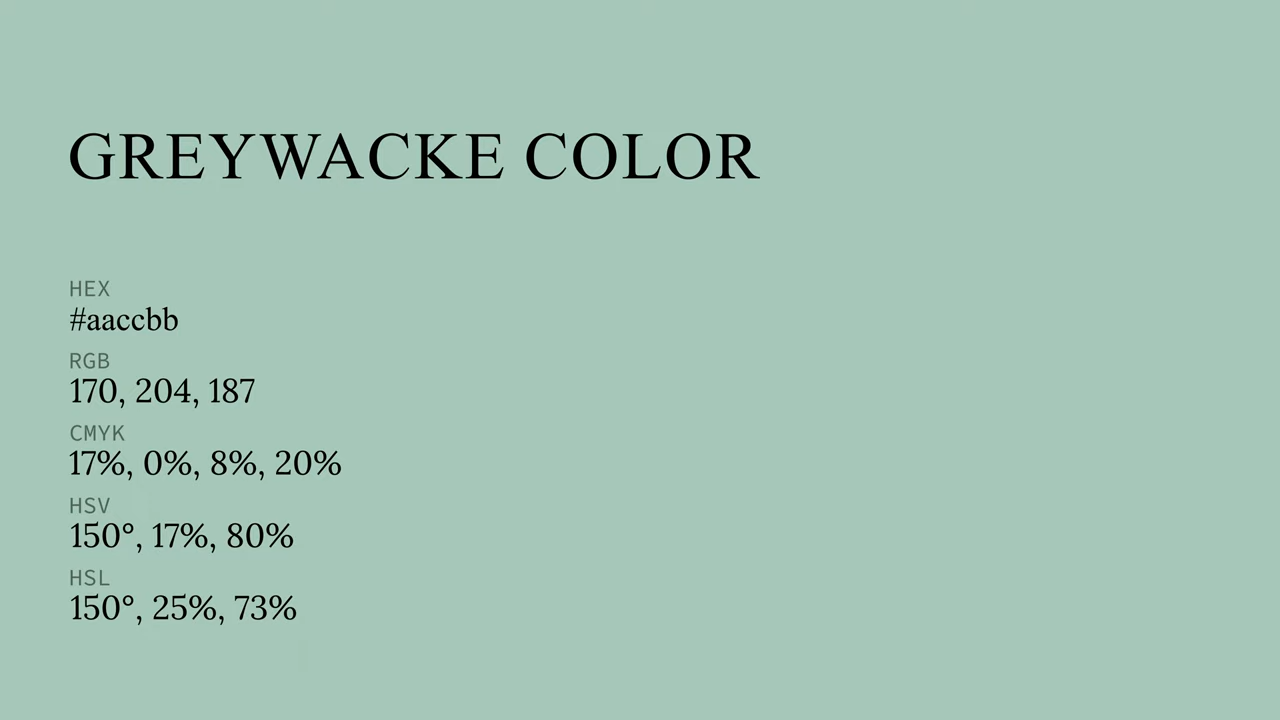 GREYWACKE COLOR
HEX
#aaccbb
RGB
170, 204, 187
CMYK
17%, 0%, 8%, 20%
HSV
150°, 17%, 80%
HSL
150°, 25%, 73%